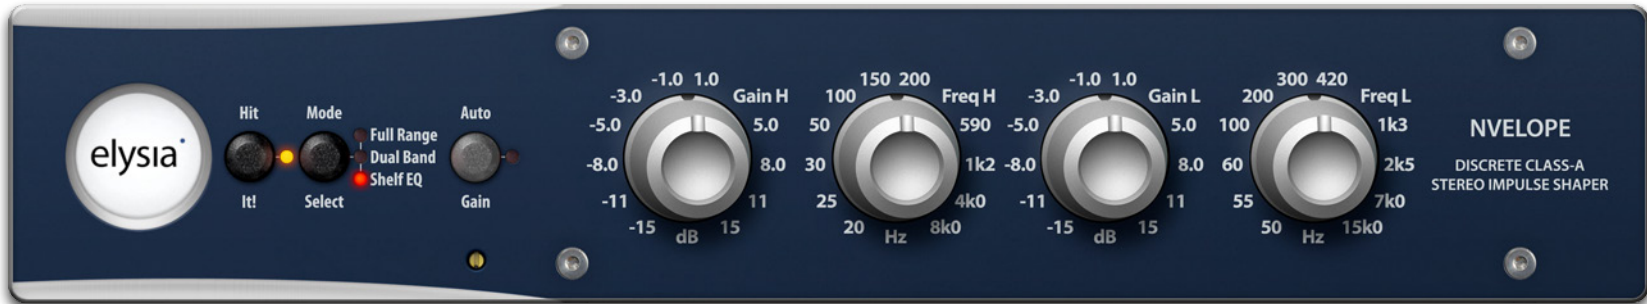 elysia
Hit
It!
Mode
Select
Full Range
Dual Band
Shelf EQ
Auto
Gain
-1.0 1.0
-3.0 Gain H
-5.0 5.0
-8.0 8.0
-11 11
-15 dB 15
150 200
100 Freq H
50 590
30 1k2
25 4k0
20 Hz 8k0
-1.0 1.0
-3.0 Gain L
-5.0 5.0
-8.0 8.0
-11 11
-15 dB 15
300 420
200 Freq L
100 1k3
60 2k5
55 7k0
50 Hz 15k0
NVELOPE
DISCRETE CLASS-A
STEREO IMPULSE SHAPER